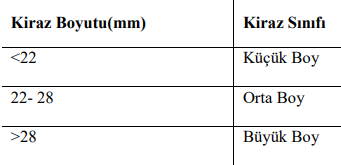 Kiraz Boyutu(mm) Kiraz Sınıfı
<22 Küçük Boy
22- 28 Orta Boy
>28 Büyük Boy